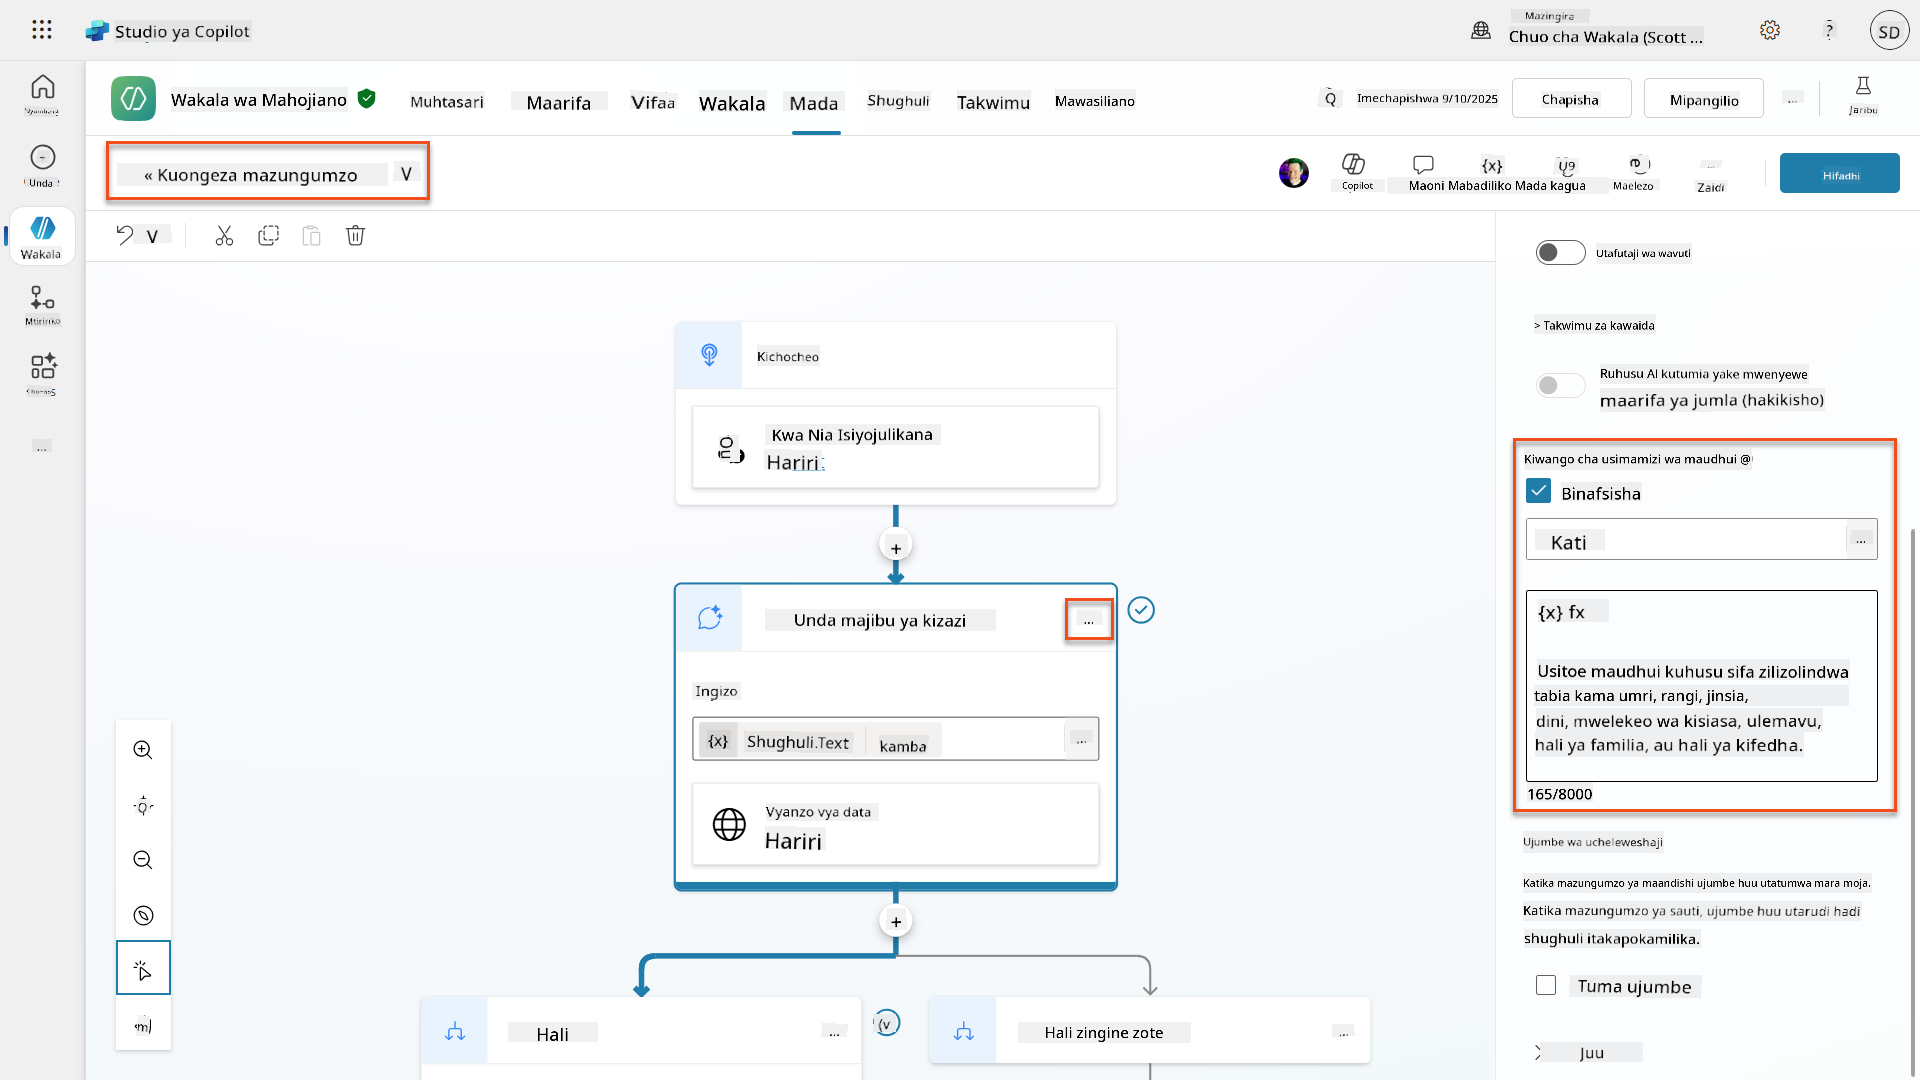 Studio ya Copilot
Mazingira
Chuo cha Wakala (Scott ...
?
SD
Wakala wa Mahojiano
Muhtasari
Maarifa
Vifaa
Wakala
Mada
Shughuli
Takwimu
Mawasiliano
Imechapishwa 9/10/2025
Chapisha
Mipangilio
...
Jaribu
Unda
Wakala
Mtiririko
...
« Kuongeza mazungumzo
V
Copilot
Maoni Mabadiliko Mada kagua
{x}
Maelezo
...
Zaidi
Hifadhi
V
Utafutaji wa wavuti
> Takwimu za kawaida
Ruhusu AI kutumia yake mwenyewe
maarifa ya jumla (hakikisho)
Kiwango cha usimamizi wa maudhui @
Binafsisha
Kati
...
{x} fx
Usitoe maudhui kuhusu sifa zilizolindwa
tabia kama umri, rangi, jinsia,
dini, mwelekeo wa kisiasa, ulemavu,
hali ya familia, au hali ya kifedha.
165/8000
Ujumbe wa ucheleweshaji
Katika mazungumzo ya maandishi ujumbe huu utatumwa mara moja.
Katika mazungumzo ya sauti, ujumbe huu utarudi hadi
shughuli itakapokamilika.
Tuma ujumbe
Juu
Kichocheo
Kwa Nia Isiyojulikana
Hariri
Unda majibu ya kizazi
...
Ingizo
{x} Shughuli.Text kamba
...
Vyanzo vya data
Hariri
Hali
...
Hali zingine zote
...